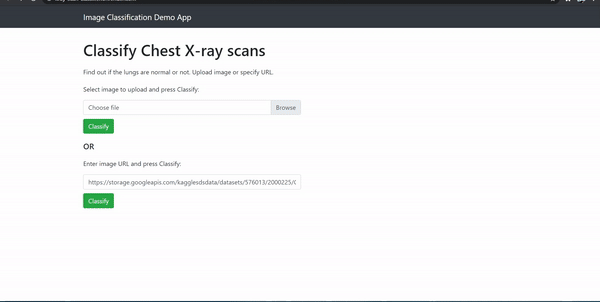 Image Classification Demo App
Classify Chest X-ray scans
Find out if the lungs are normal or not. Upload image or specify URL.
Select image to upload and press Classify:
Choose file Browse
Classify
OR
Enter image URL and press Classify:
https://storage.googleapis.com/kagglesdsdata/datasets/576013/2000225/
Classify